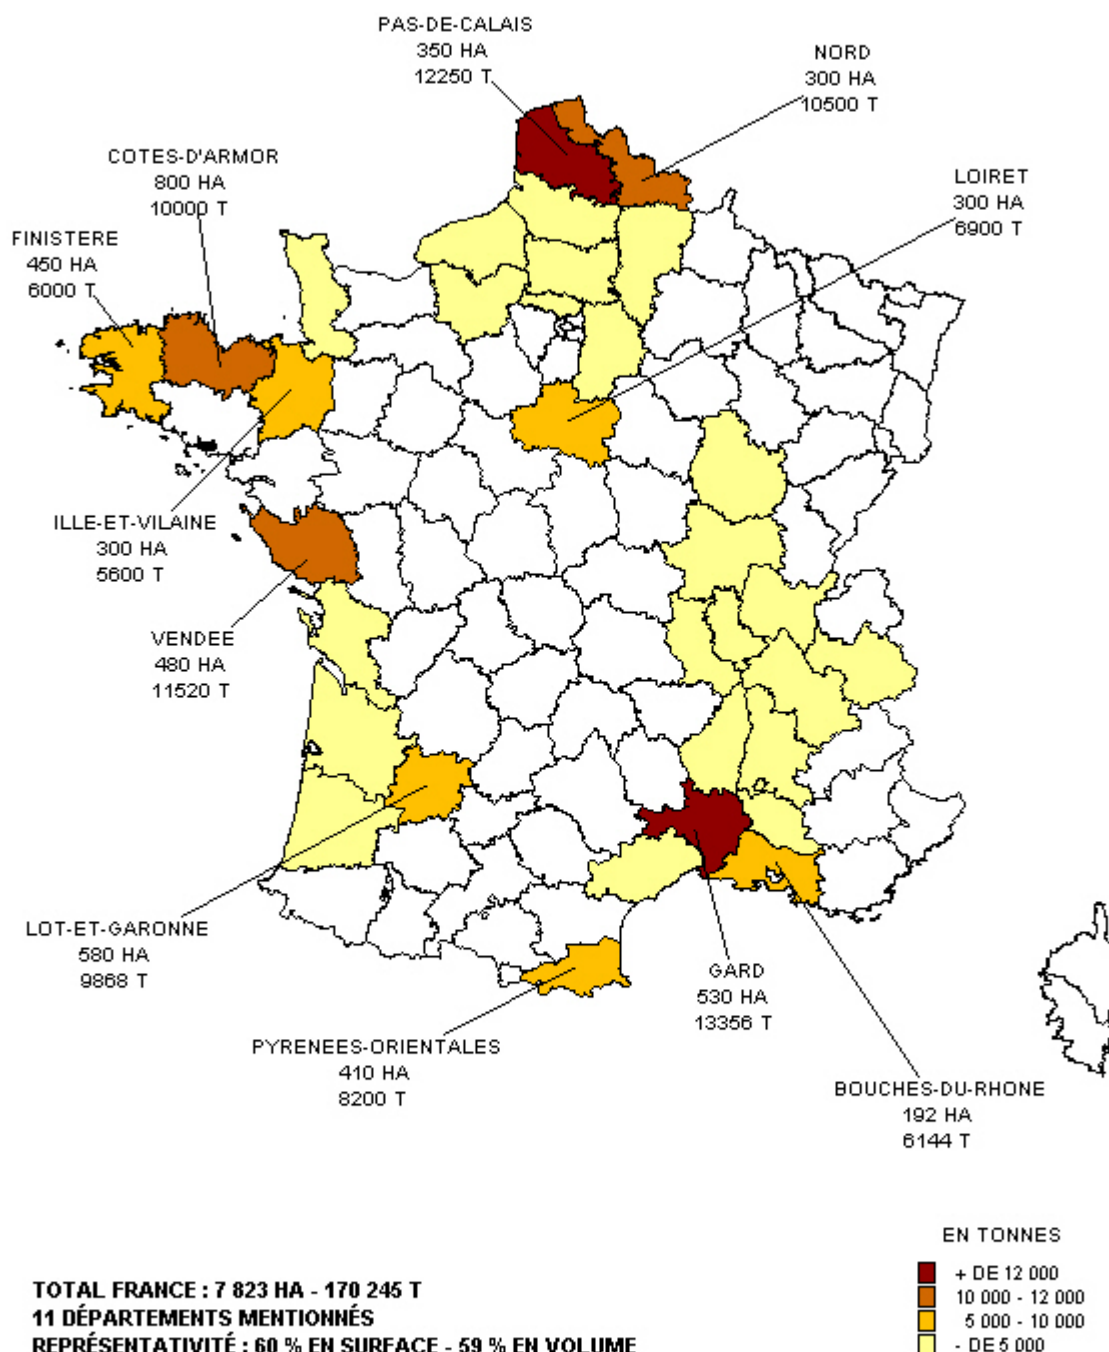 PAS-DE-CALAIS
350 HA
12250 T
NORD
300 HA
10500 T
COTES-D'ARMOR
800 HA
10000 T
LOIRET
300 HA
6900 T
FINISTERE
450 HA
6000 T
ILLE-ET-VILAINE
300 HA
5600 T
VENDEE
480 HA
11520 T
LOT-ET-GARONNE
580 HA
9868 T
GARD
530 HA
13356 T
PYRENEES-ORIENTALES
410 HA
8200 T
BOUCHES-DU-RHONE
192 HA
6144 T
EN TONNES
+ DE 12 000
10 000 - 12 000
5 000 - 10 000
- DE 5 000
TOTAL FRANCE : 7 823 HA - 170 245 T
11 DÉPARTEMENTS MENTIONNÉS
REPRÉSENTATIVITÉ : 60 % EN SURFACE - 59 % EN VOLUME